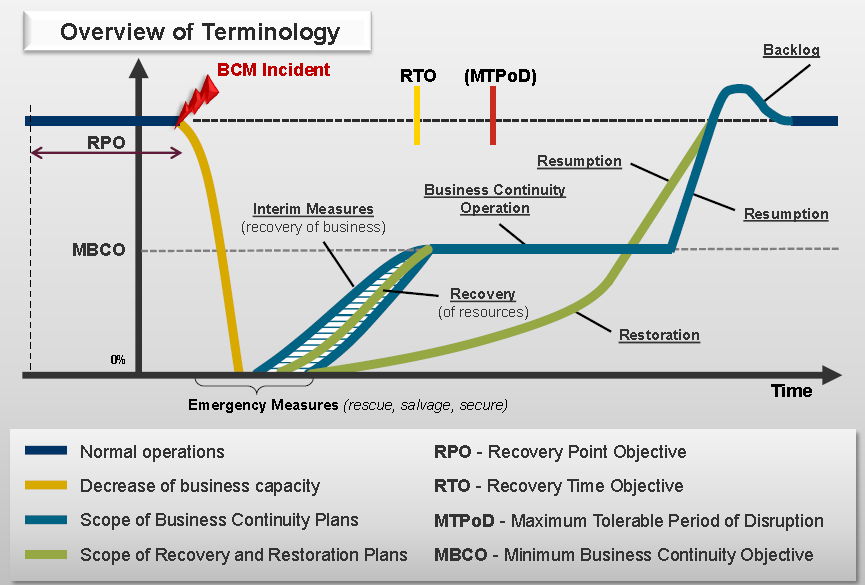 Overview of Terminology
BCM Incident
RTO
(MTPoD)
Backlog
RPO
Resumption
Interim Measures
(recovery of business)
Business Continuity
Operation
Resumption
MBCO
Recovery
(of resources)
Restoration
0%
Time
Emergency Measures (rescue, salvage, secure)
Normal operations
RPO - Recovery Point Objective
Decrease of business capacity
RTO - Recovery Time Objective
Scope of Business Continuity Plans
MTPoD - Maximum Tolerable Period of Disruption
Scope of Recovery and Restoration Plans
MBCO - Minimum Business Continuity Objective